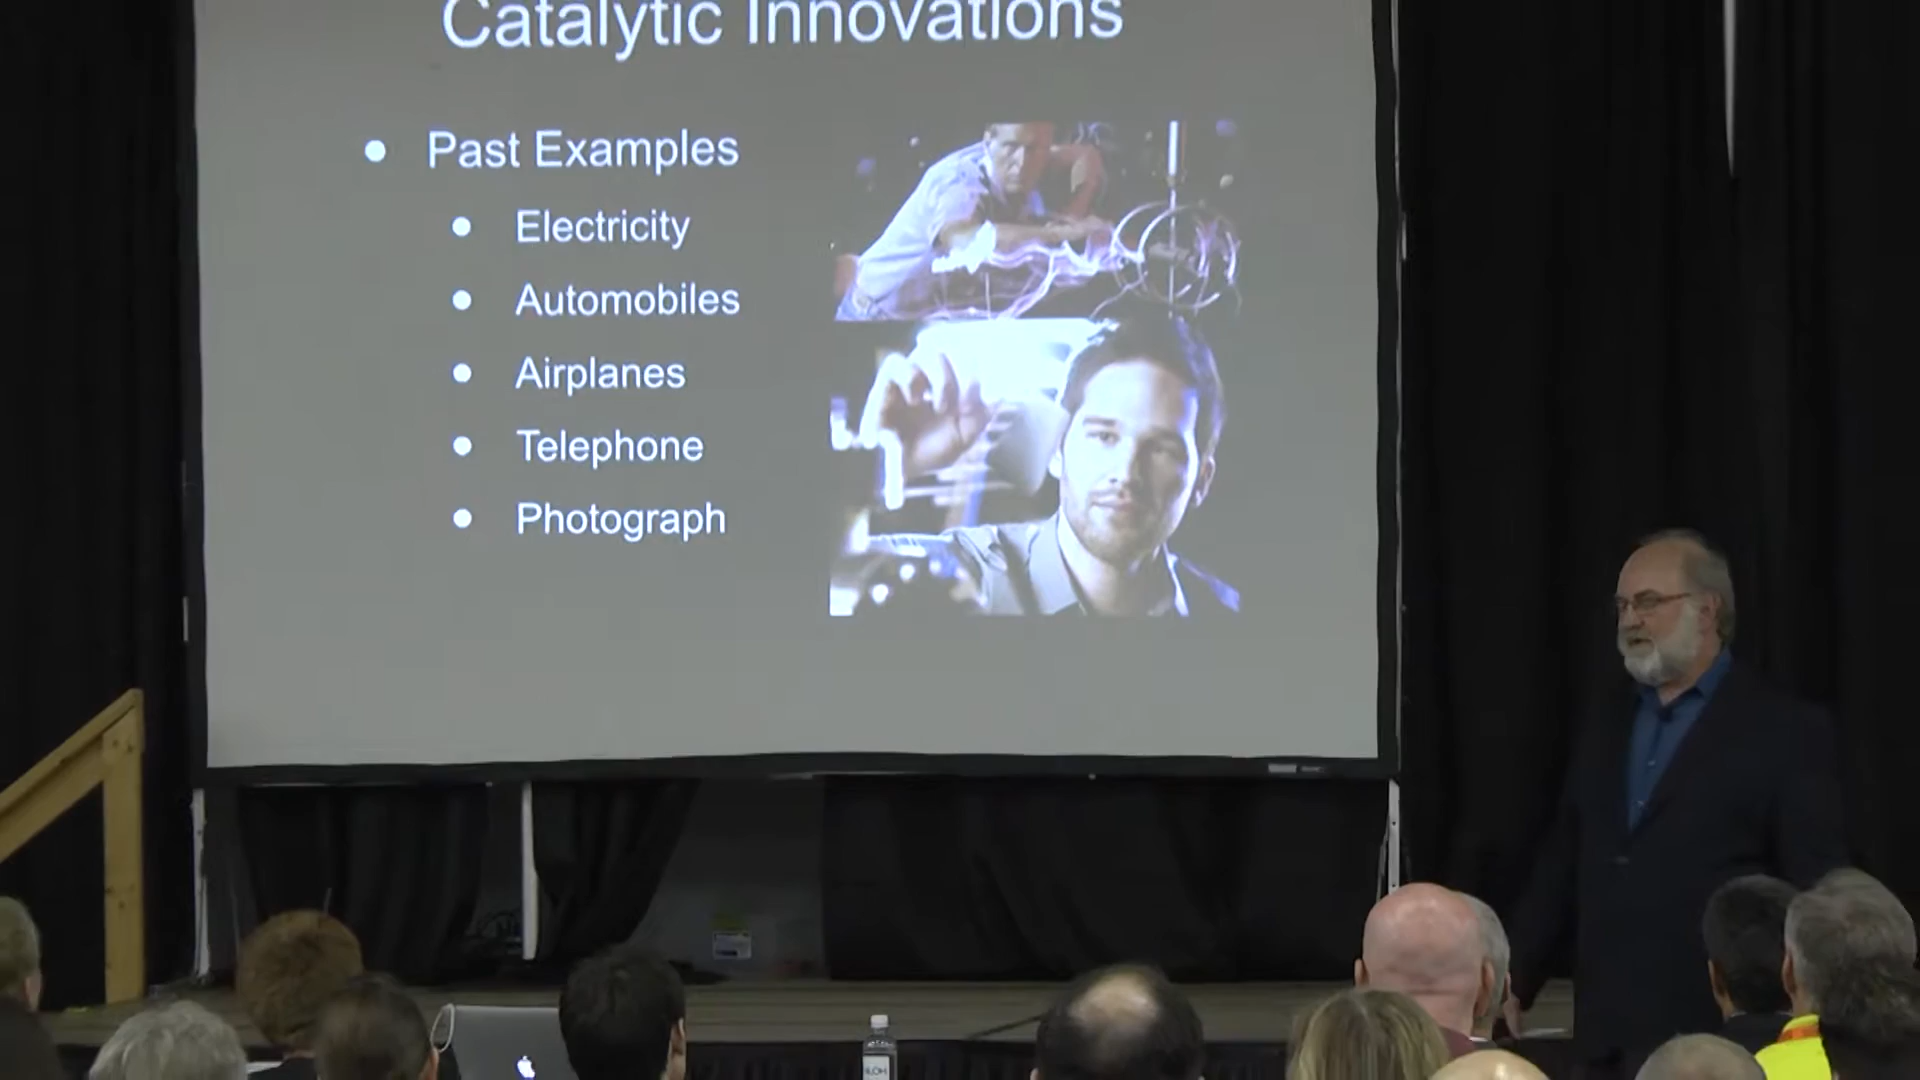 Catalytic Innovations
Past Examples
Electricity
Automobiles
Airplanes
Telephone
Photograph